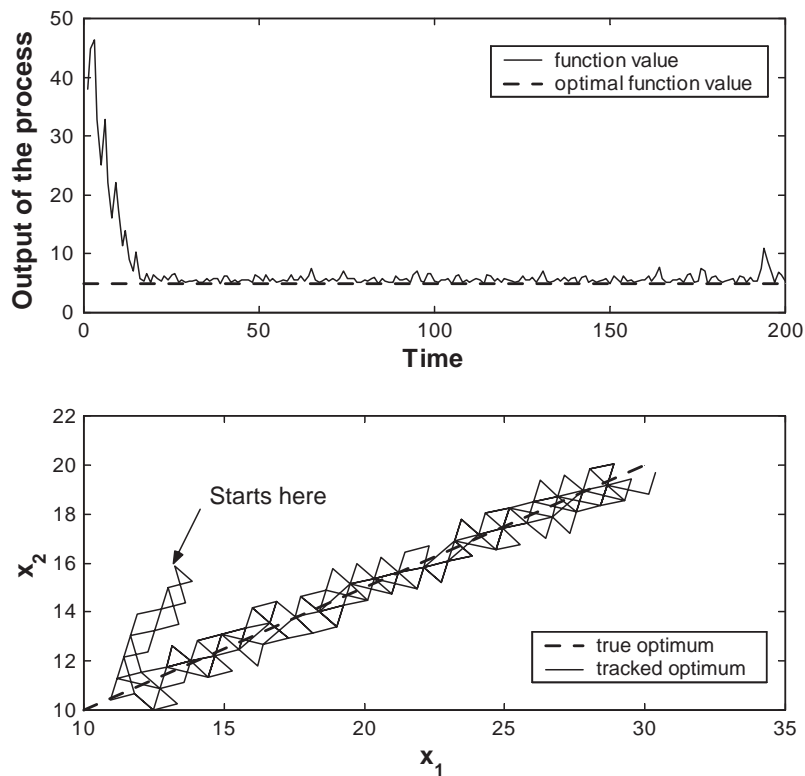 50
40
30
20
10
0
Output of the process
function value
optimal function value
0
50
100
150
200
Time
22
20
18
16
14
12
10
x2
Starts here
true optimum
tracked optimum
10
15
20
25
30
35
x1